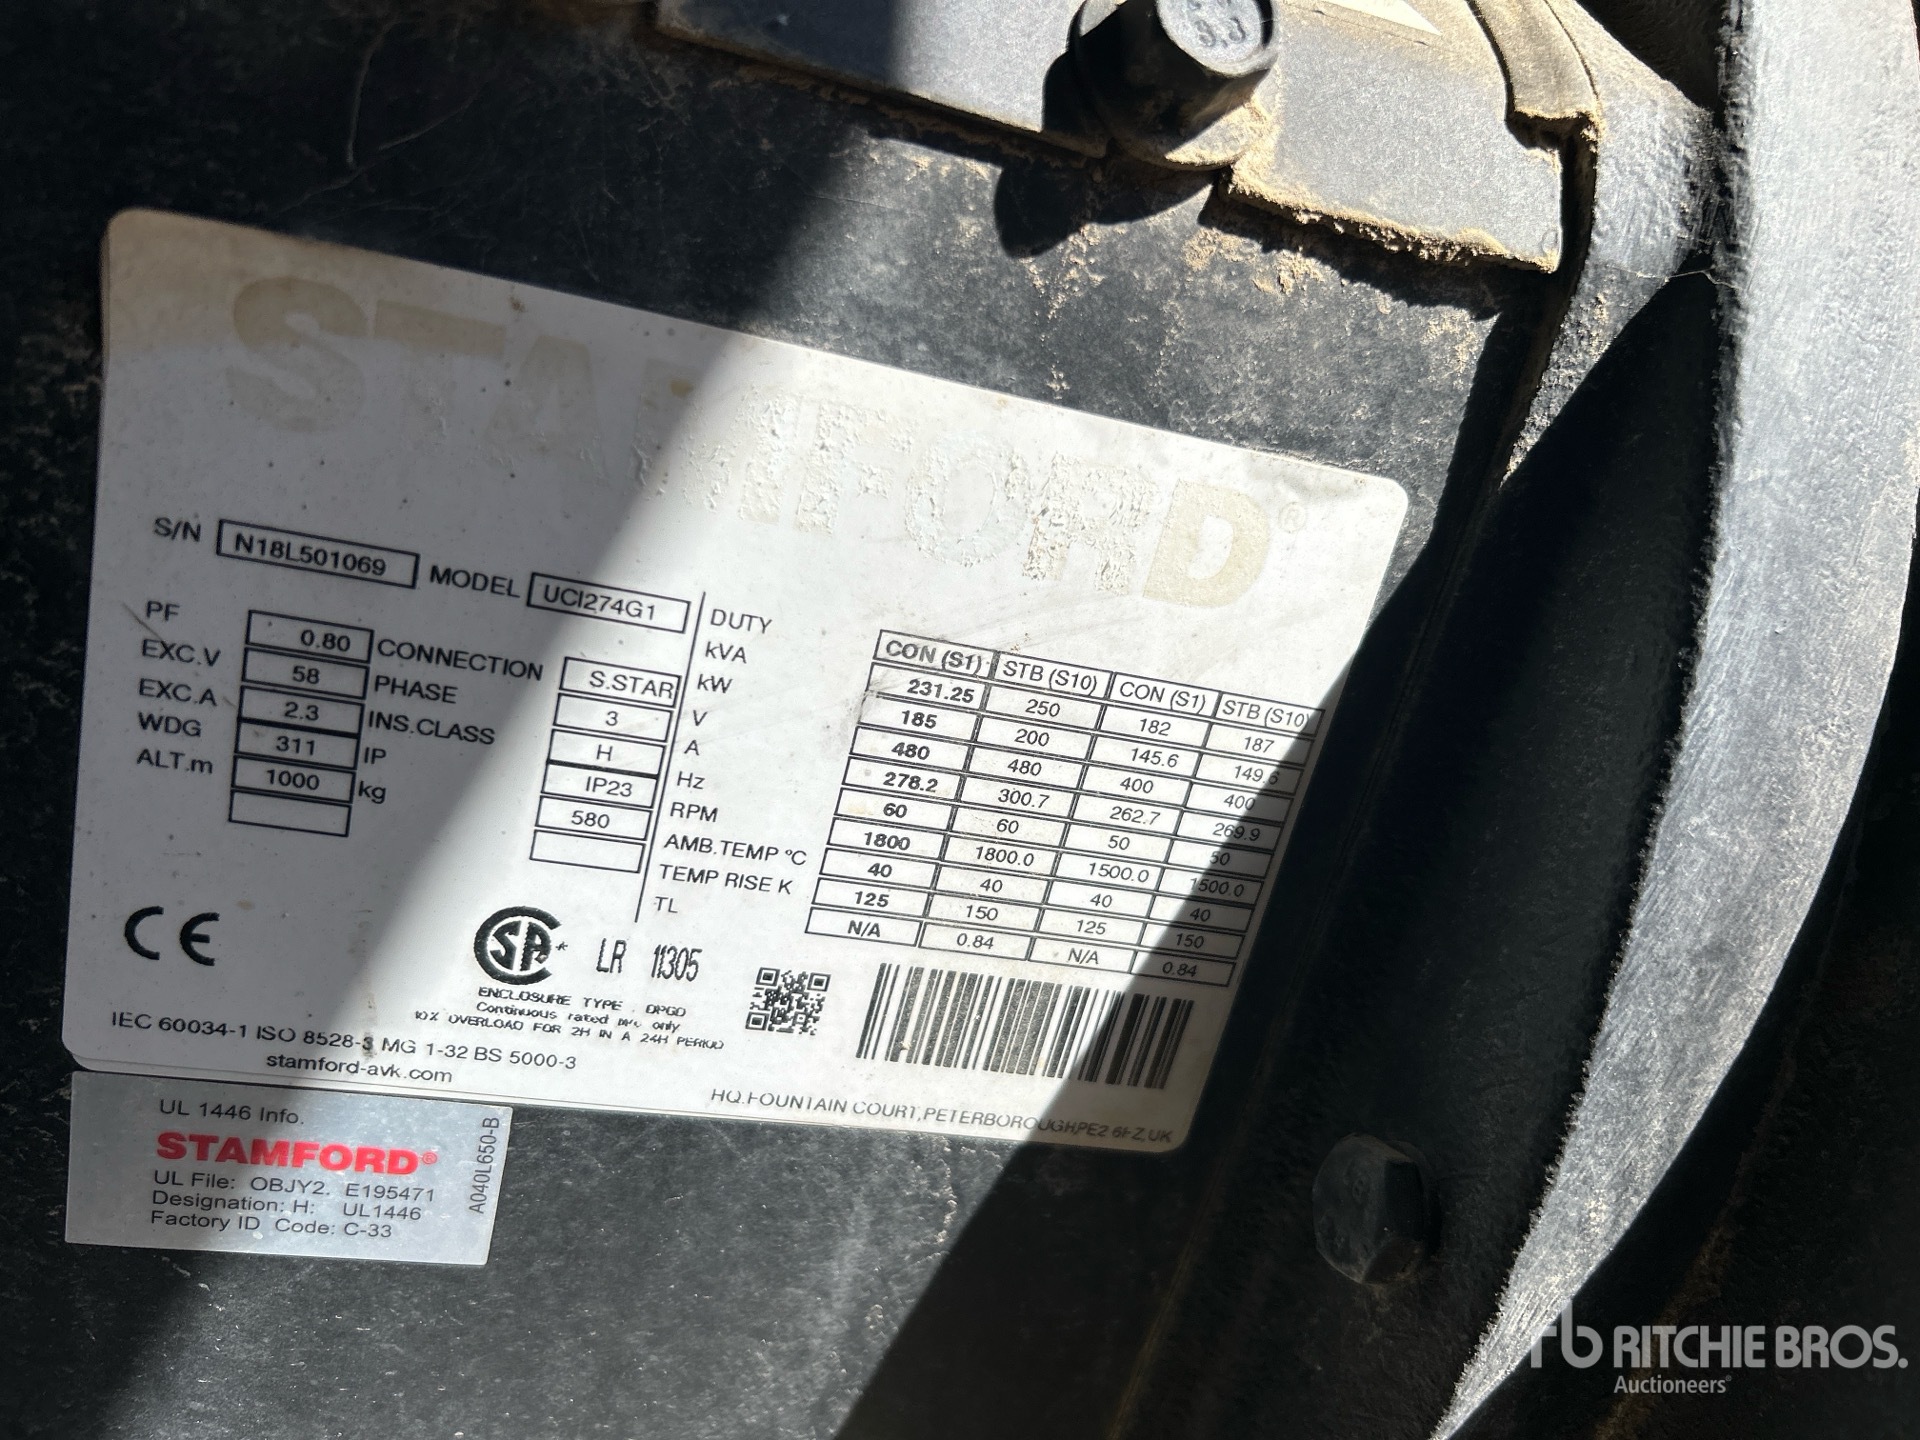 STAMFORD®
S/N N18L501069 MODEL UCI274G1
PF 0.80 CONNECTION S.STAR
EXC.V 58 PHASE 3
EXC.A 2.3 INS.CLASS H
WDG 311 IP IP23
ALT.m 1000 kg 580
DUTY CON (S1) STB (S10) CON (S1) STB (S10)
kVA 231.25 250 182 187
kW 185 200 145.6 149.6
V 480 480 400 400
A 278.2 300.7 262.7 269.9
Hz 60 60 50 50
RPM 1800 1800.0 1500.0 1500.0
AMB.TEMP ºC 40 40 40 40
TEMP RISE K 125 150 125 150
TL N/A 0.84 N/A 0.84
CE
SA* LR 11305
ENCLOSURE TYPE . DPGD
Continuous rated m/c only
10% OVERLOAD FOR 2H IN A 24H PERIOD
IEC 60034-1 ISO 8528-3 MG 1-32 BS 5000-3
stamford-avk.com
HQ.FOUNTAIN COURT,PETERBOROUGH,PE2 6FZ,UK
UL 1446 Info.
STAMFORD®
UL File: OBJY2. E195471
Designation: H: UL1446
Factory ID Code: C-33
A040L650-B
rb RITCHIE BROS.
Auctioneers